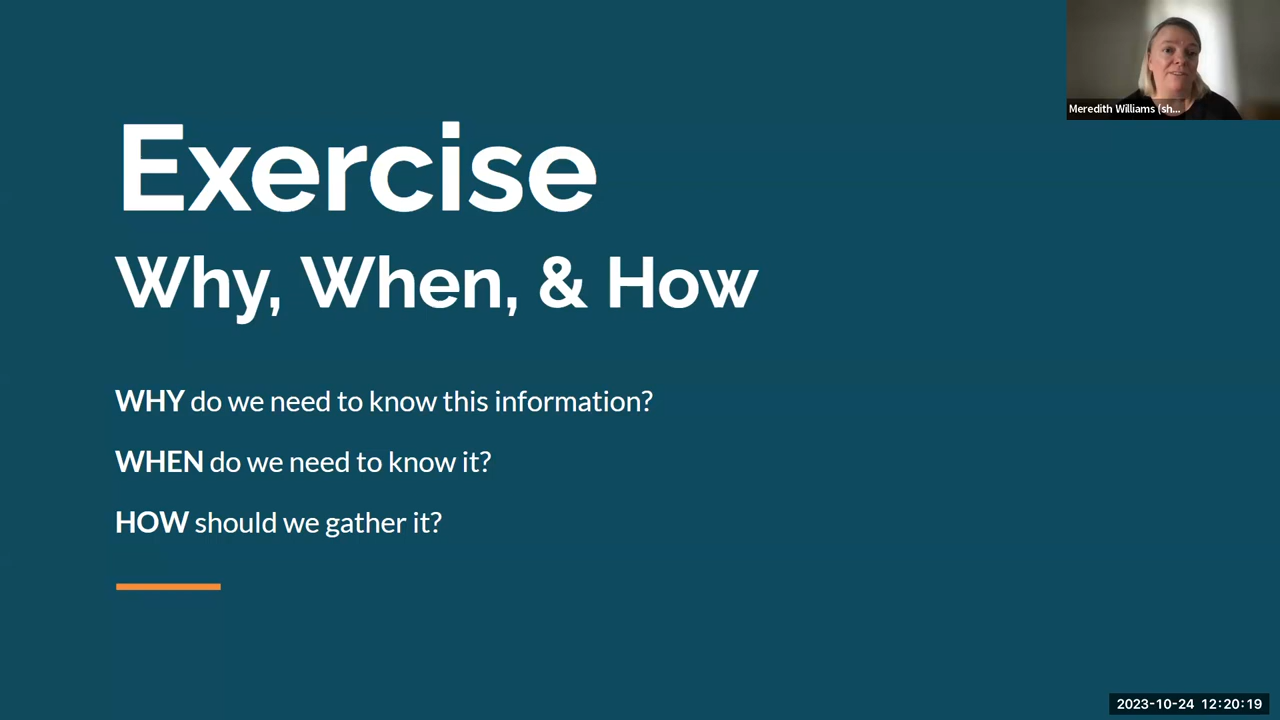 Exercise
Why, When, & How
WHY do we need to know this information?
WHEN do we need to know it?
HOW should we gather it?
Meredith Williams (sh...
2023-10-24 12:20:19